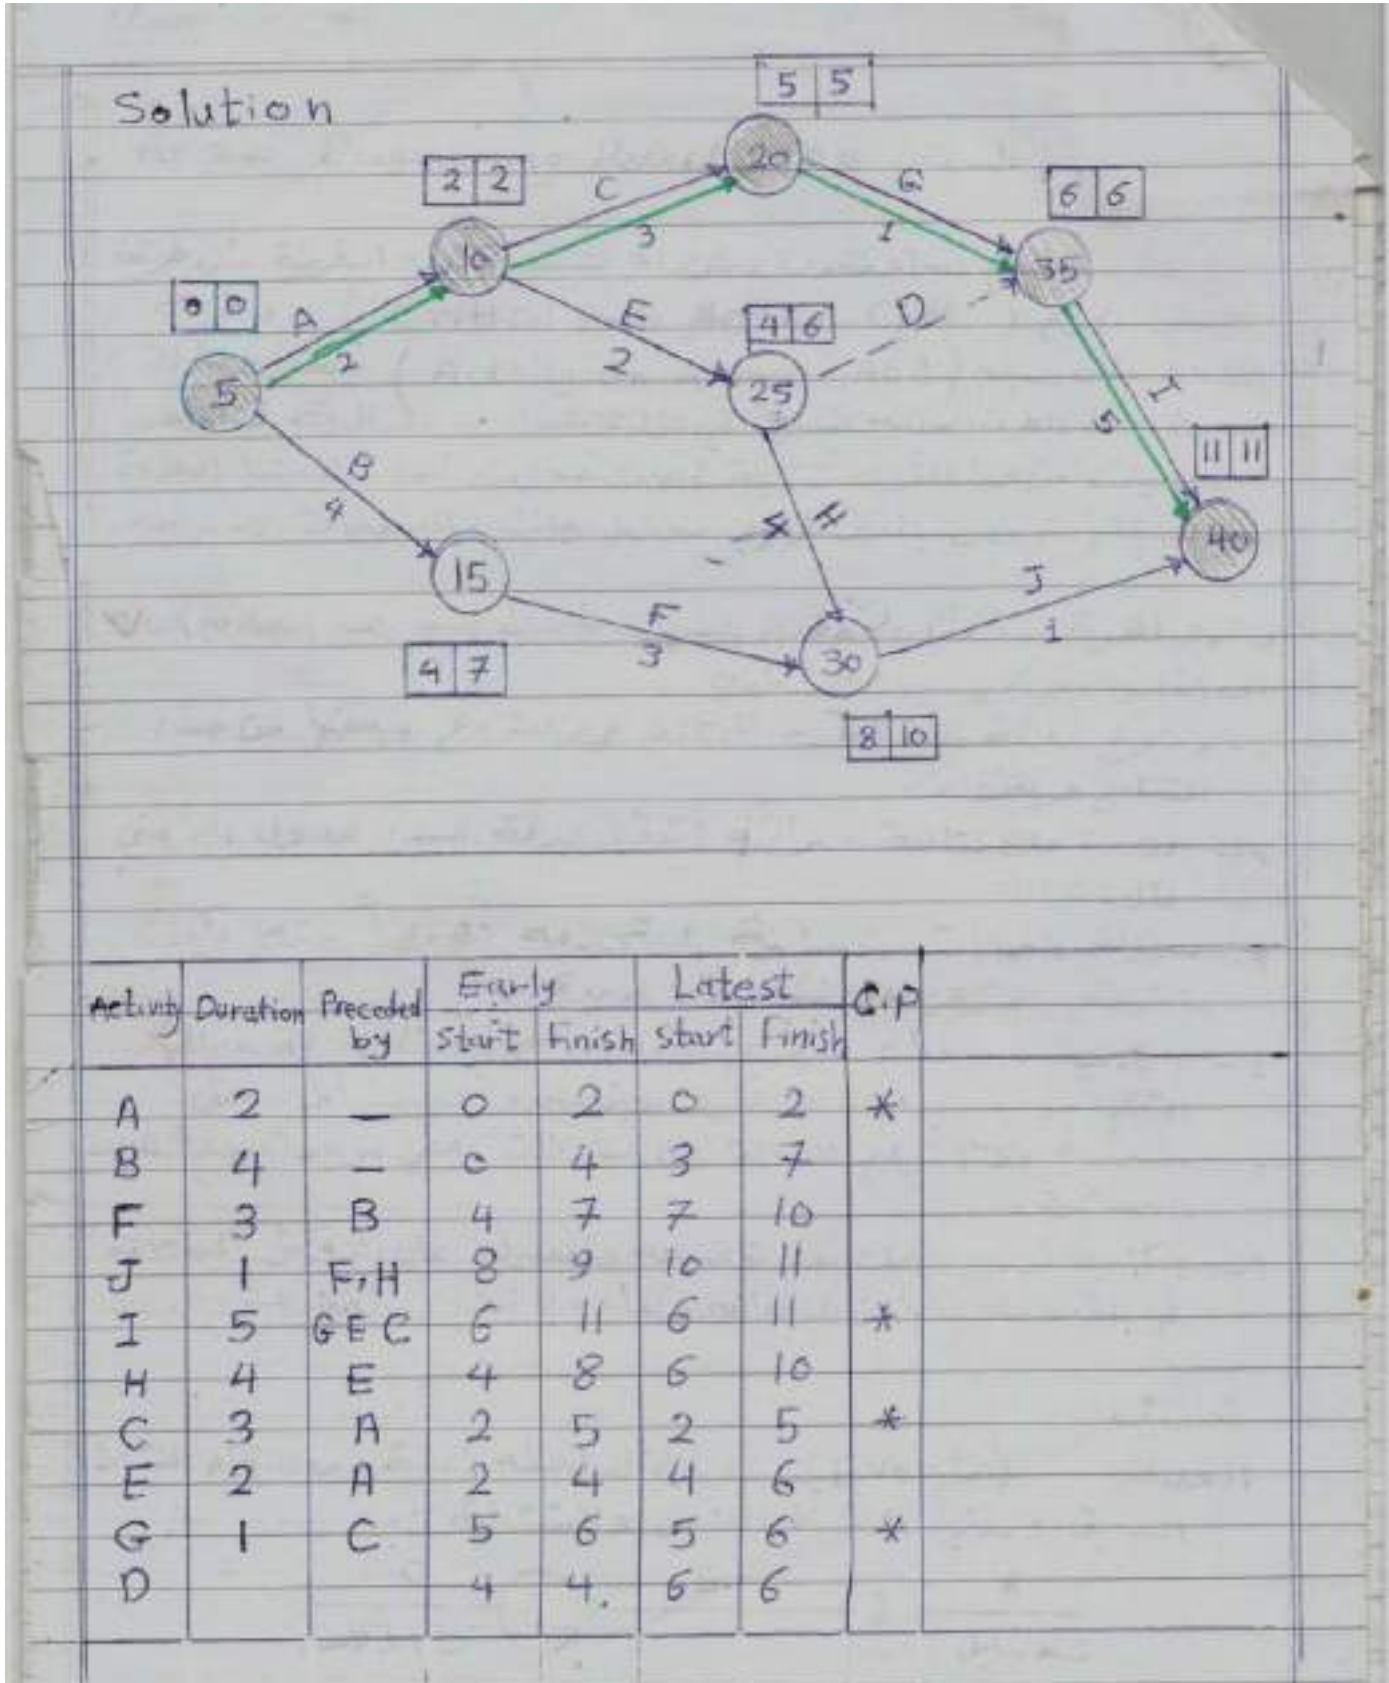 Solution
5 5
2 2
20
C
G
6 6
3
1
10
35
0 0
A
E
4 6
D
2
2
25
I
5
5
11 11
B
4
4 H
40
15
J
F
1
3
30
4 7
8 10
Activity Duration Preceded by Early Latest C.P
Start Finish Start Finish
A 2 — 0 2 0 2 *
B 4 — 0 4 3 7
F 3 B 4 7 7 10
J 1 F,H 8 9 10 11
I 5 G E C 6 11 6 11 *
H 4 E 4 8 6 10
C 3 A 2 5 2 5 *
E 2 A 2 4 4 6
G 1 C 5 6 5 6 *
D 4 4. 6 6